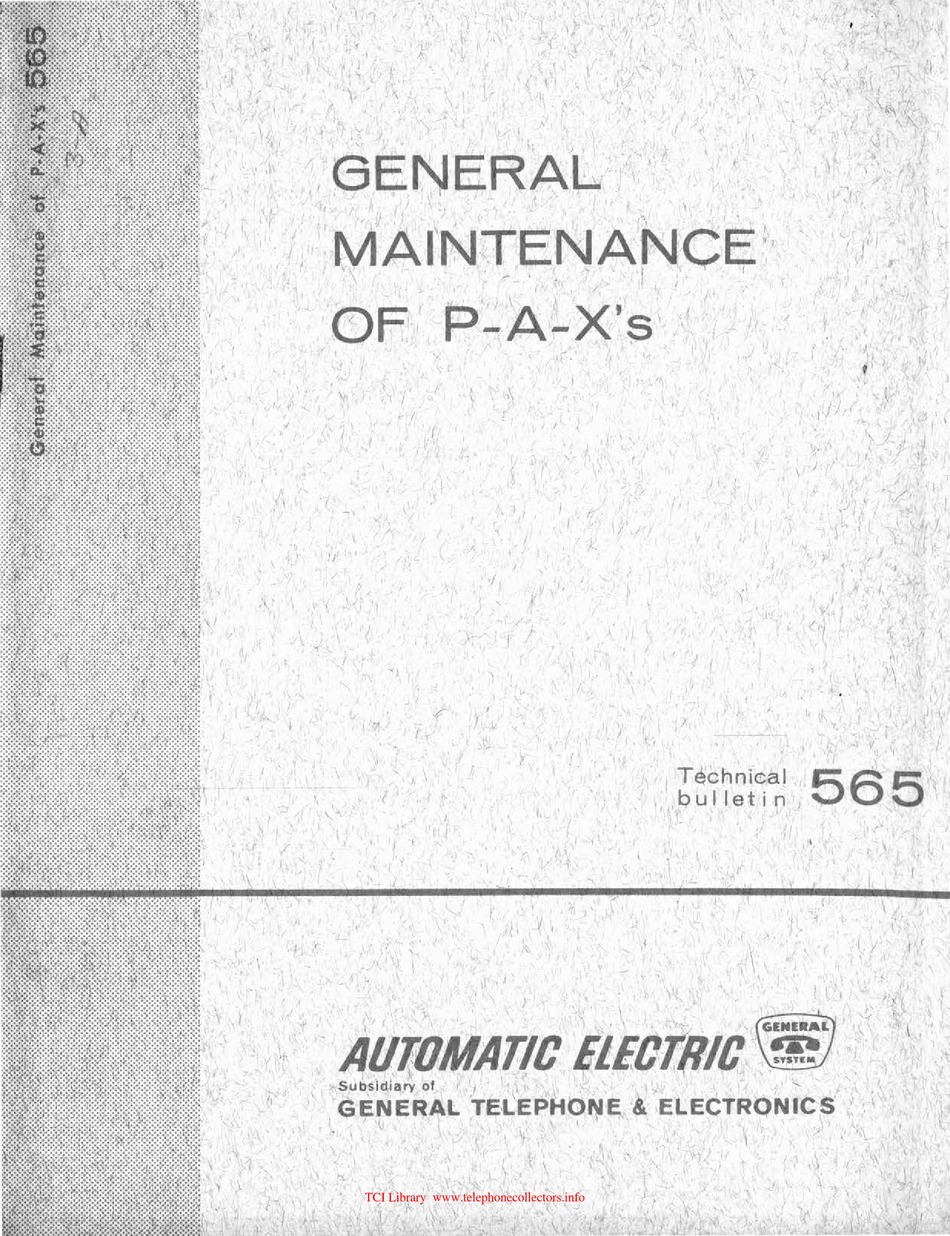 General Maintenance of P-A-X's 565
3-A
GENERAL
MAINTENANCE
OF P-A-X's
Technical
bulletin 565
AUTOMATIC ELECTRIC
GENERAL
SYSTEM
Subsidiary of
GENERAL TELEPHONE & ELECTRONICS
TCI Library www.telephonecollectors.info